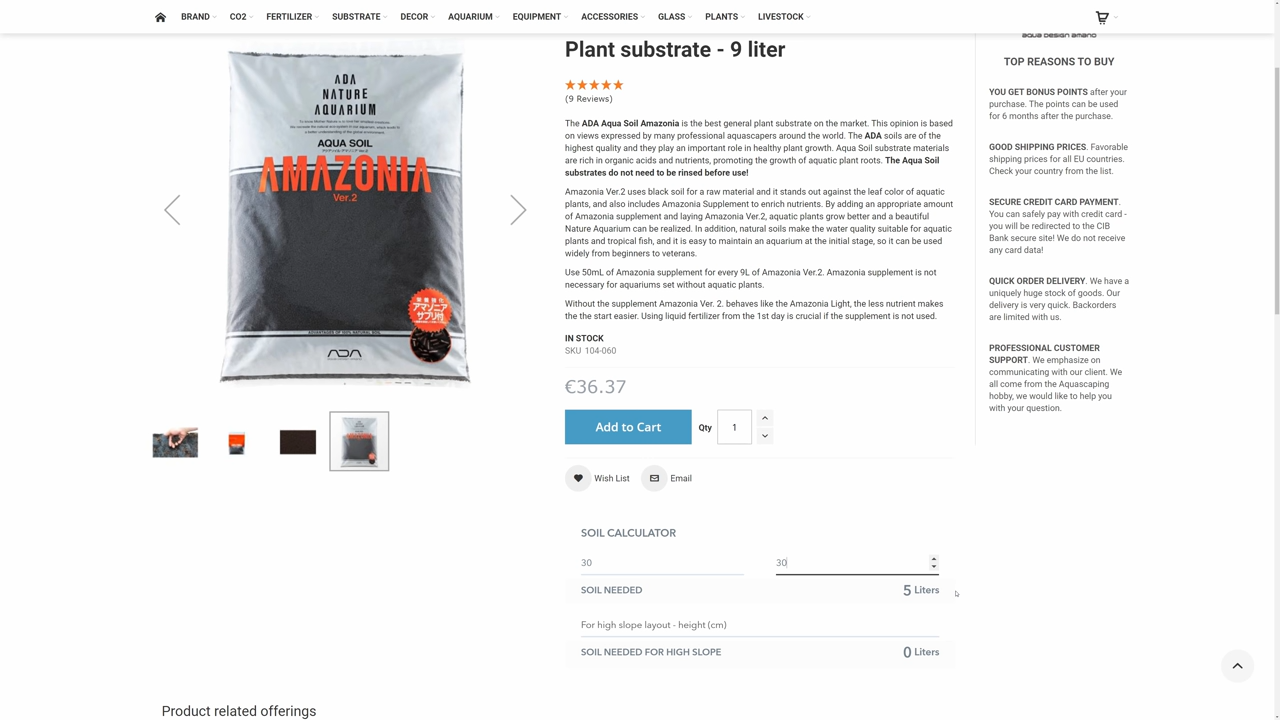 BRAND CO2 FERTILIZER SUBSTRATE DECOR AQUARIUM EQUIPMENT ACCESSORIES GLASS PLANTS LIVESTOCK
ADA
NATURE
AQUARIUM
AQUA SOIL
AMAZONIA
Ver.2
ADA
Plant substrate - 9 liter
(9 Reviews)
The ADA Aqua Soil Amazonia is the best general plant substrate on the market. This opinion is based
on views expressed by many professional aquascapers around the world. The ADA soils are of the
highest quality and they play an important role in healthy plant growth. Aqua Soil substrate materials
are rich in organic acids and nutrients, promoting the growth of aquatic plant roots. The Aqua Soil
substrates do not need to be rinsed before use!
Amazonia Ver.2 uses black soil for a raw material and it stands out against the leaf color of aquatic
plants, and also includes Amazonia Supplement to enrich nutrients. By adding an appropriate amount
of Amazonia supplement and laying Amazonia Ver.2, aquatic plants grow better and a beautiful
Nature Aquarium can be realized. In addition, natural soils make the water quality suitable for aquatic
plants and tropical fish, and it is easy to maintain an aquarium at the initial stage, so it can be used
widely from beginners to veterans.
Use 50mL of Amazonia supplement for every 9L of Amazonia Ver.2. Amazonia supplement is not
necessary for aquariums set without aquatic plants.
Without the supplement Amazonia Ver. 2. behaves like the Amazonia Light, the less nutrient makes
the the start easier. Using liquid fertilizer from the 1st day is crucial if the supplement is not used.
IN STOCK
SKU 104-060
€36.37
Add to Cart Qty 1
Wish List Email
SOIL CALCULATOR
30 30
SOIL NEEDED 5 Liters
For high slope layout - height (cm)
SOIL NEEDED FOR HIGH SLOPE 0 Liters
TOP REASONS TO BUY
YOU GET BONUS POINTS after your
purchase. The points can be used
for 6 months after the purchase.
GOOD SHIPPING PRICES. Favorable
shipping prices for all EU countries.
Check your country from the list.
SECURE CREDIT CARD PAYMENT.
You can safely pay with credit card -
you will be redirected to the CIB
Bank secure site! We do not receive
any card data!
QUICK ORDER DELIVERY. We have a
uniquely huge stock of goods. Our
delivery is very quick. Backorders
are limited with us.
PROFESSIONAL CUSTOMER
SUPPORT. We emphasize on
communicating with our client. We
all come from the Aquascaping
hobby, we would like to help you
with your question.
Product related offerings